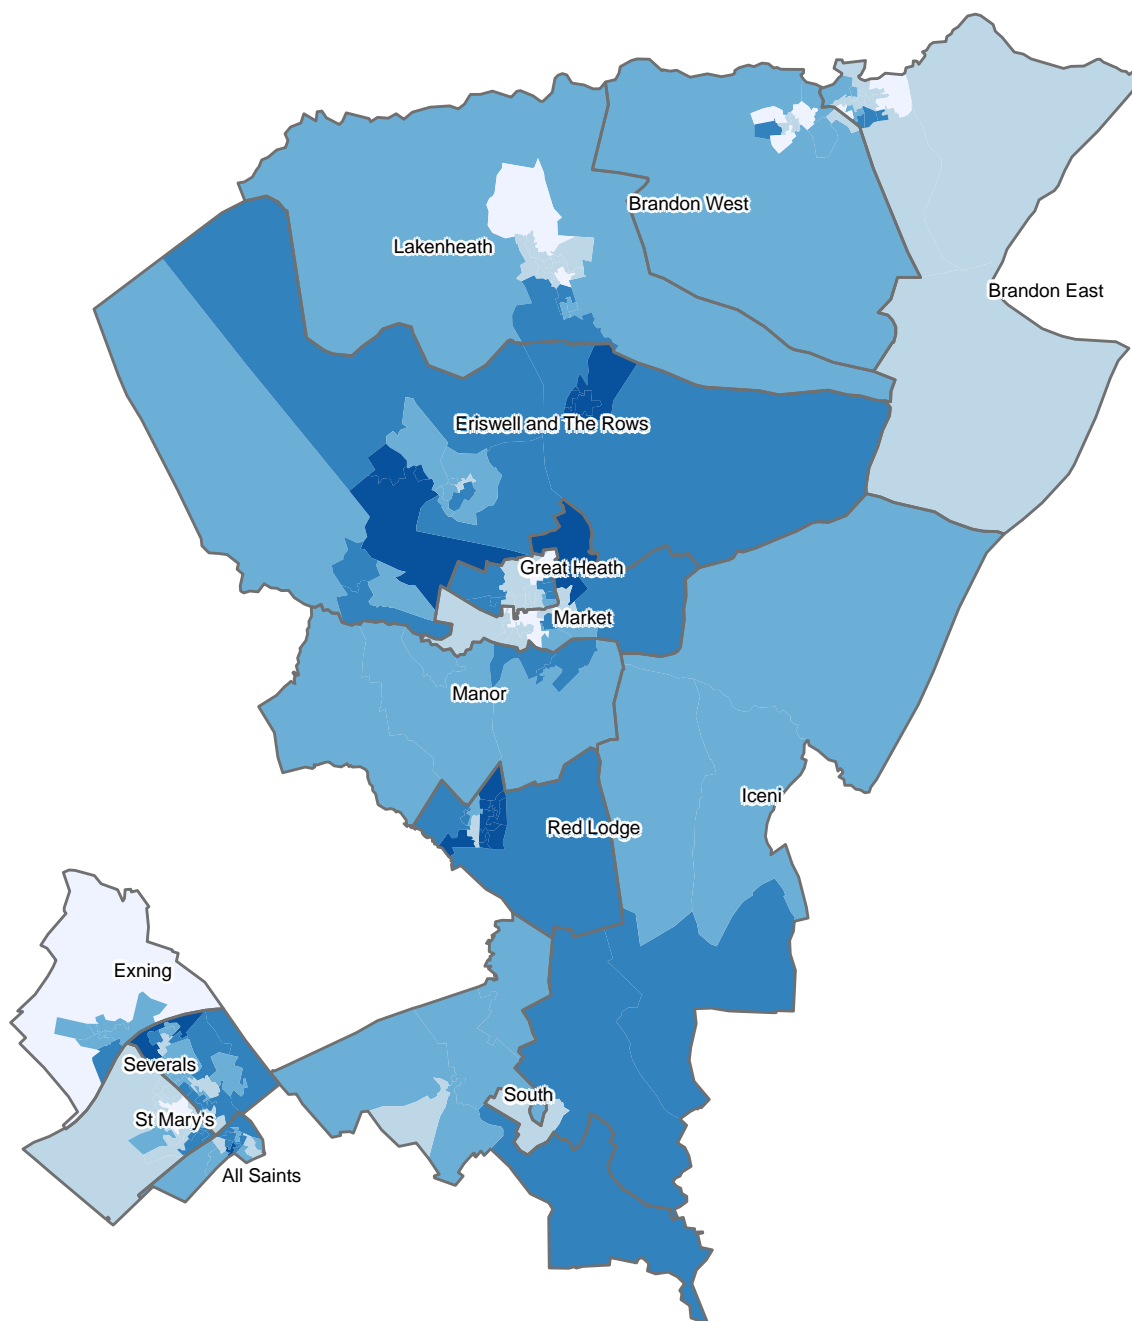 Brandon West
Lakenheath
Brandon East
Eriswell and The Rows
Great Heath
Market
Manor
Iceni
Red Lodge
Exning
Severals
South
St Mary's
All Saints